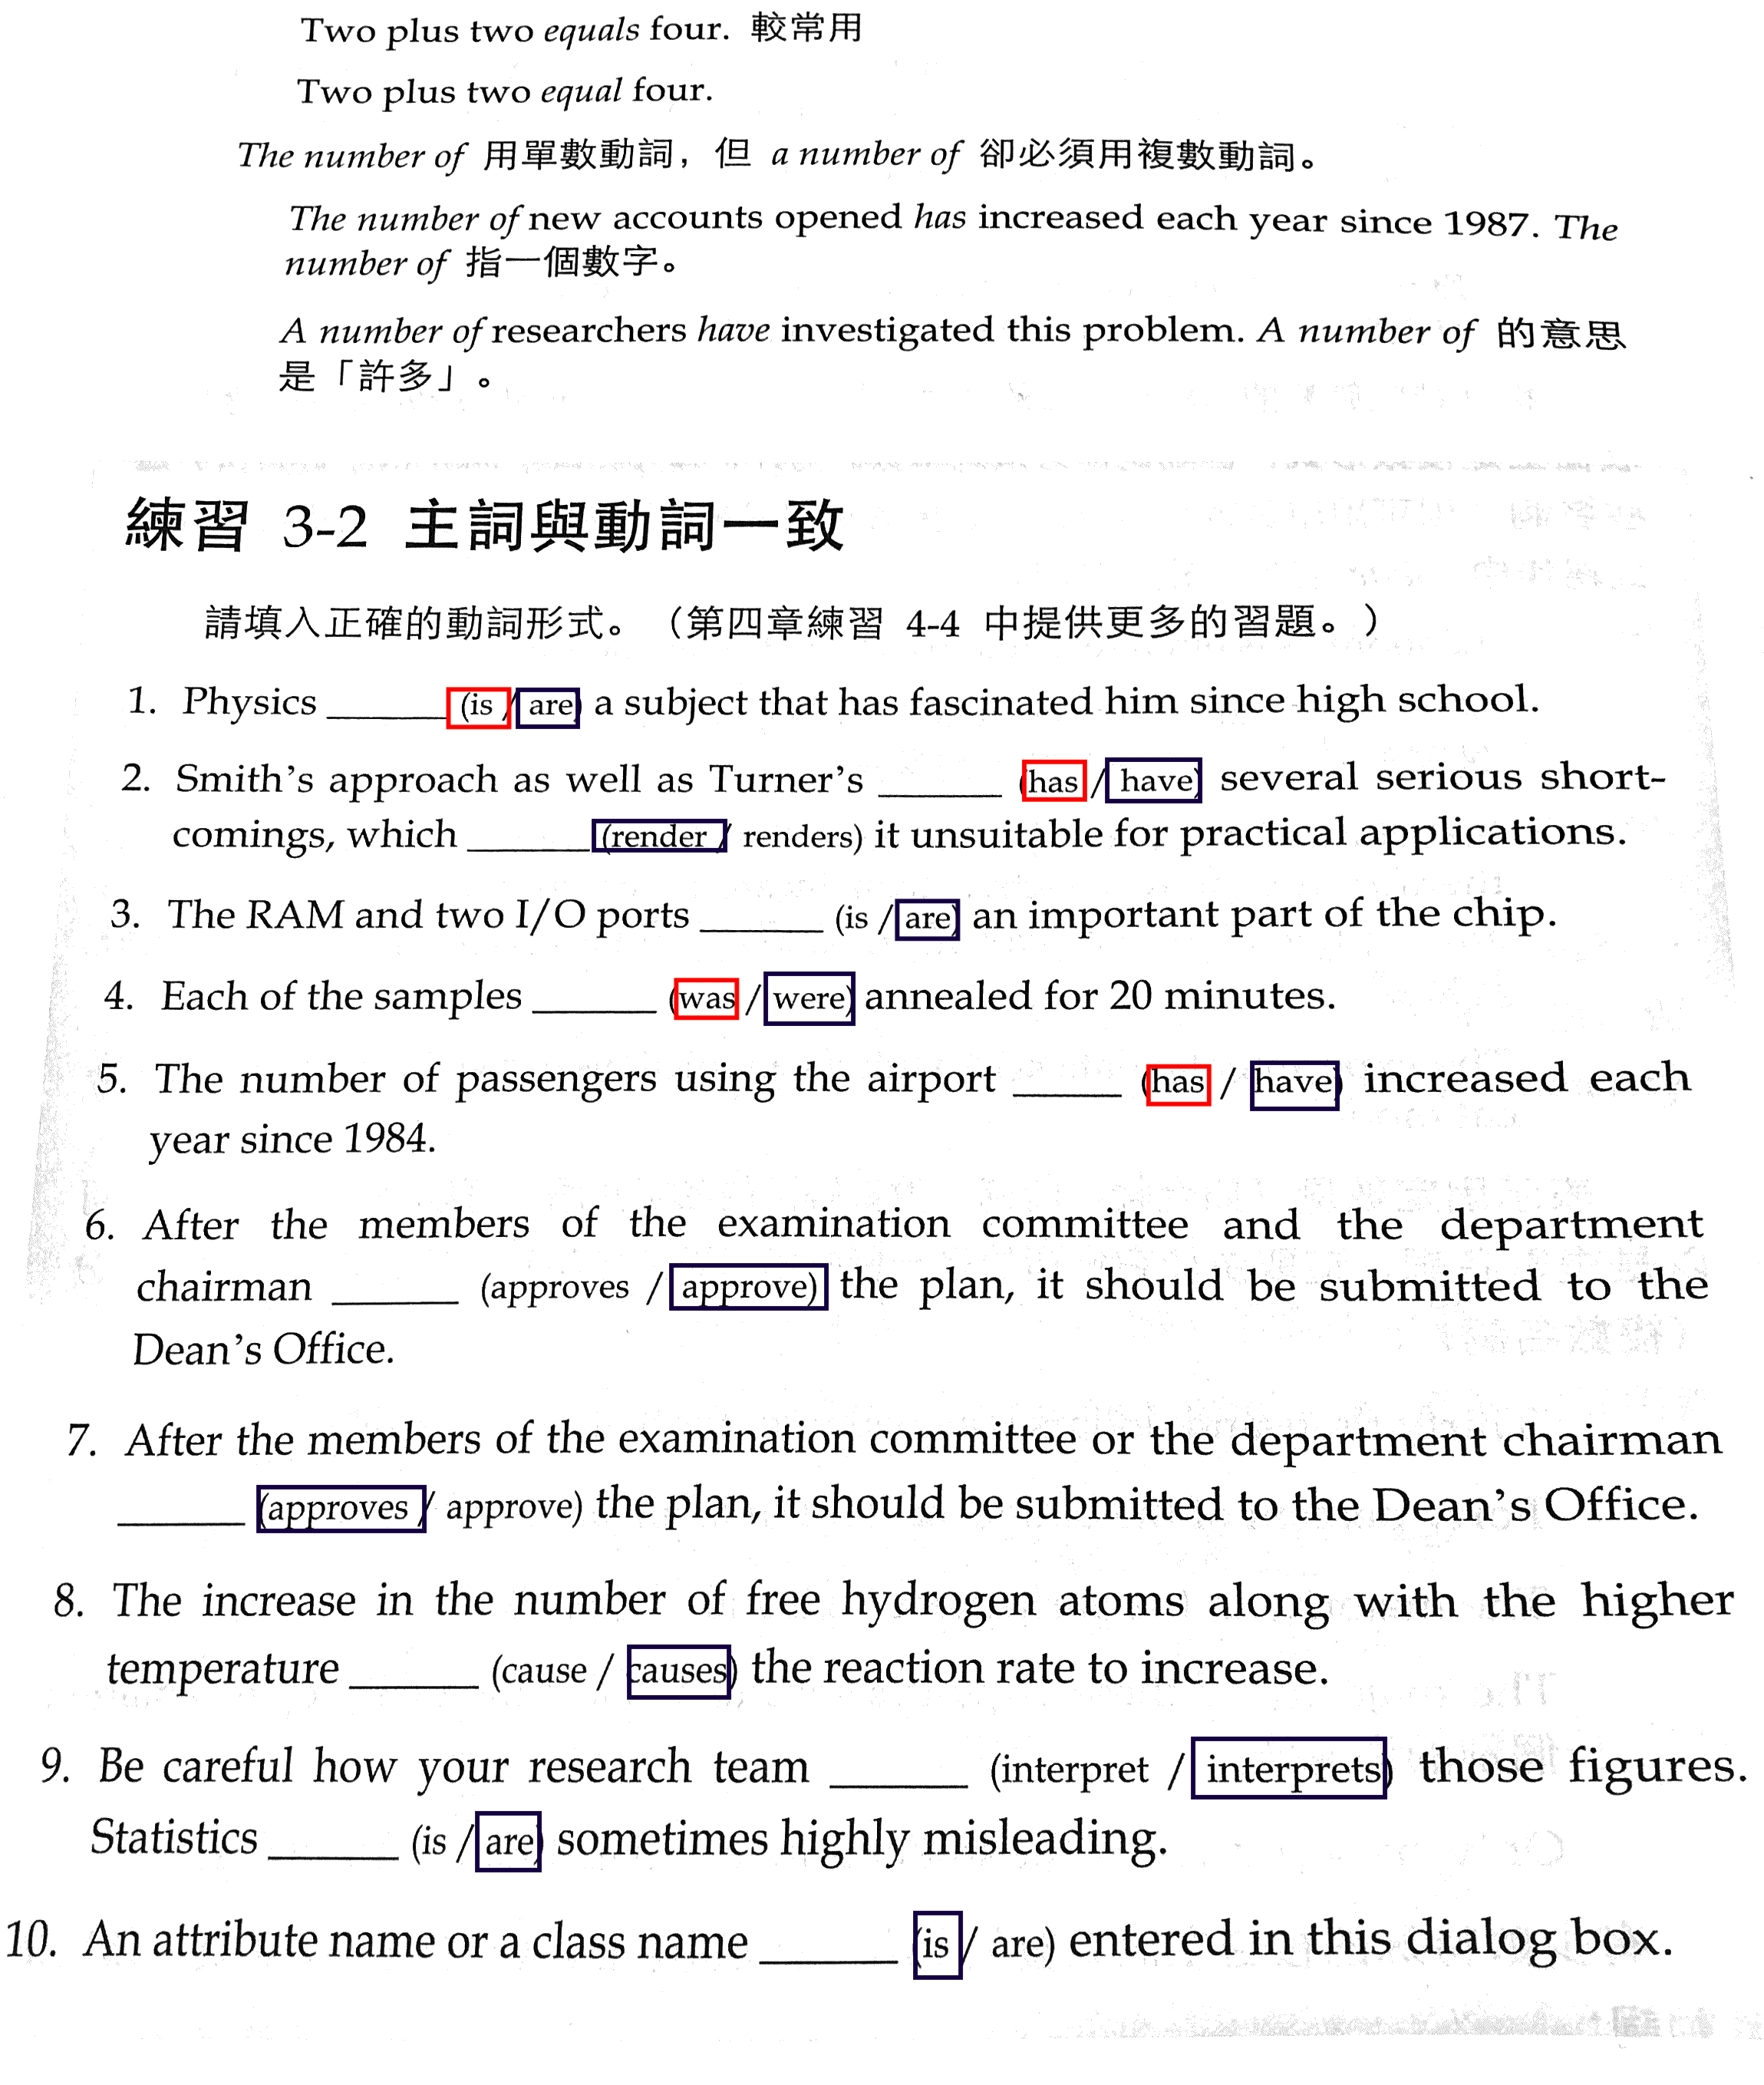 Two plus two equals four. 較常用
Two plus two equal four.
The number of 用單數動詞，但 a number of 卻必須用複數動詞。
The number of new accounts opened has increased each year since 1987. The
number of 指一個數字。
A number of researchers have investigated this problem. A number of 的意思
是「許多」。
練習 3-2 主詞與動詞一致
請填入正確的動詞形式。（第四章練習 4-4 中提供更多的習題。）
1. Physics ______ (is / are) a subject that has fascinated him since high school.
2. Smith's approach as well as Turner's ______ (has / have) several serious short-
comings, which ______ (render / renders) it unsuitable for practical applications.
3. The RAM and two I/O ports ______ (is / are) an important part of the chip.
4. Each of the samples ______ (was / were) annealed for 20 minutes.
5. The number of passengers using the airport ______ (has / have) increased each
year since 1984.
6. After the members of the examination committee and the department
chairman ______ (approves / approve) the plan, it should be submitted to the
Dean's Office.
7. After the members of the examination committee or the department chairman
______ (approves / approve) the plan, it should be submitted to the Dean's Office.
8. The increase in the number of free hydrogen atoms along with the higher
temperature ______ (cause / causes) the reaction rate to increase.
9. Be careful how your research team ______ (interpret / interprets) those figures.
Statistics ______ (is / are) sometimes highly misleading.
10. An attribute name or a class name ______ (is / are) entered in this dialog box.